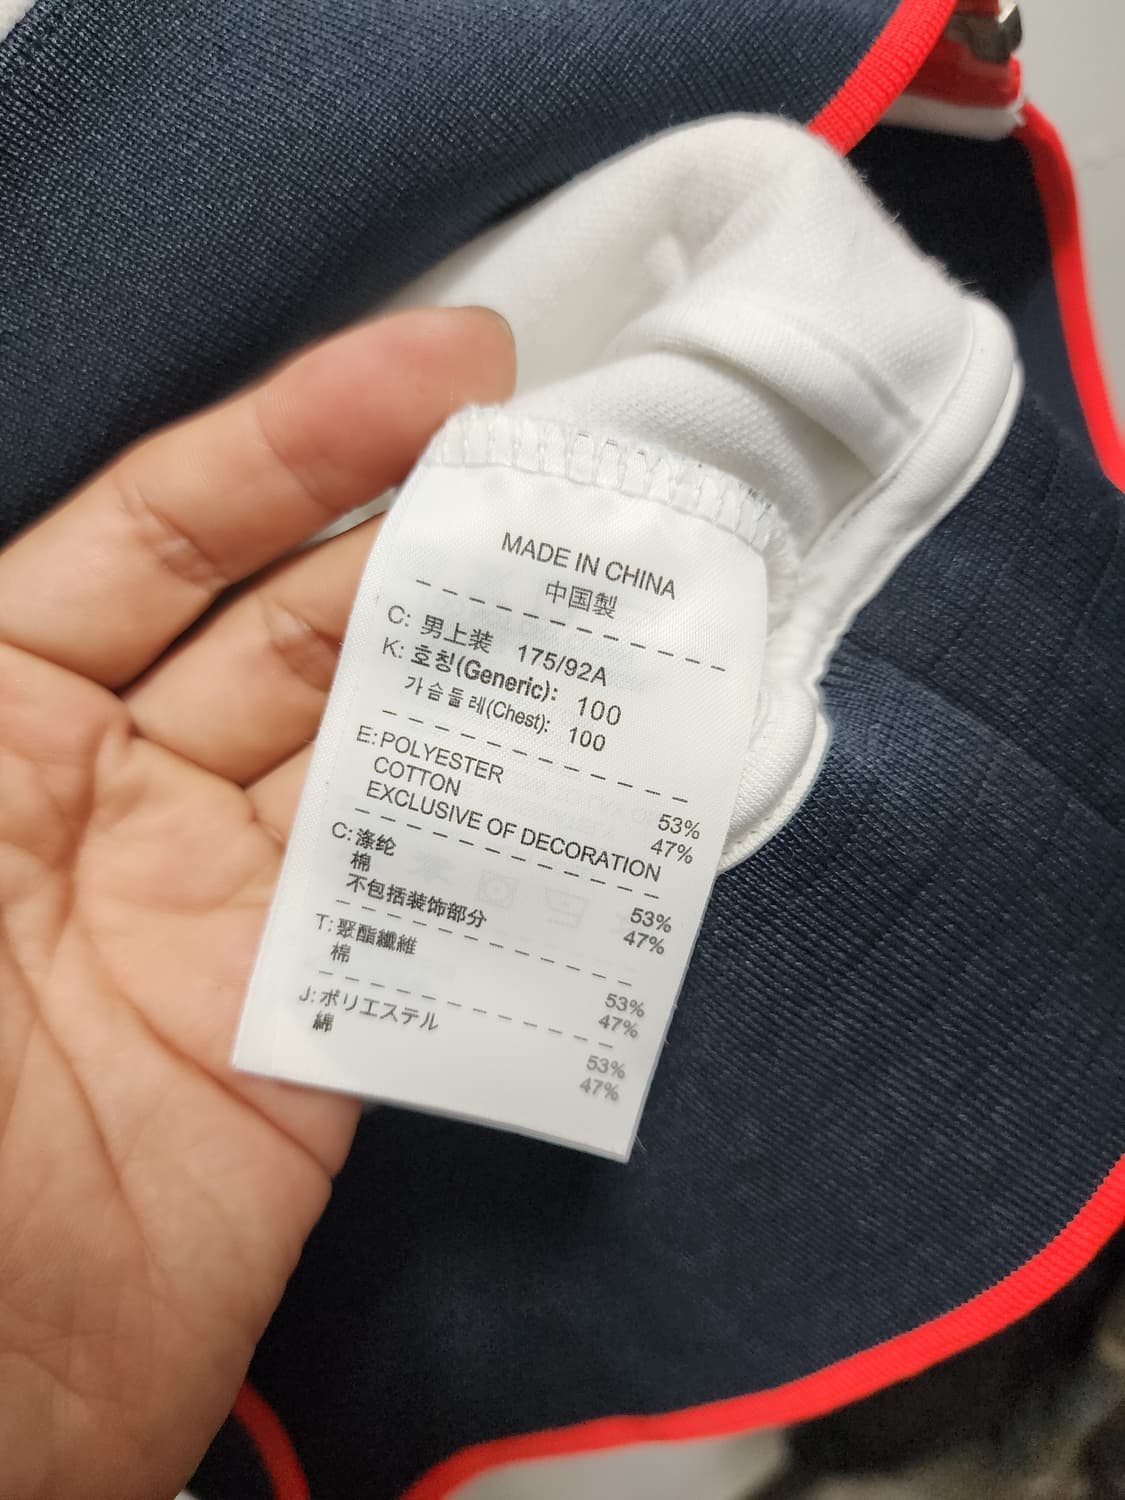 MADE IN CHINA
中国製
C: 男上装 175/92A
K: 호칭(Generic): 100
가슴둘레(Chest): 100
E: POLYESTER 53%
COTTON 47%
EXCLUSIVE OF DECORATION
C: 涤纶 53%
棉 47%
不包括装饰部分
T: 聚酯纖維 53%
棉 47%
J: ポリエステル 53%
綿 47%